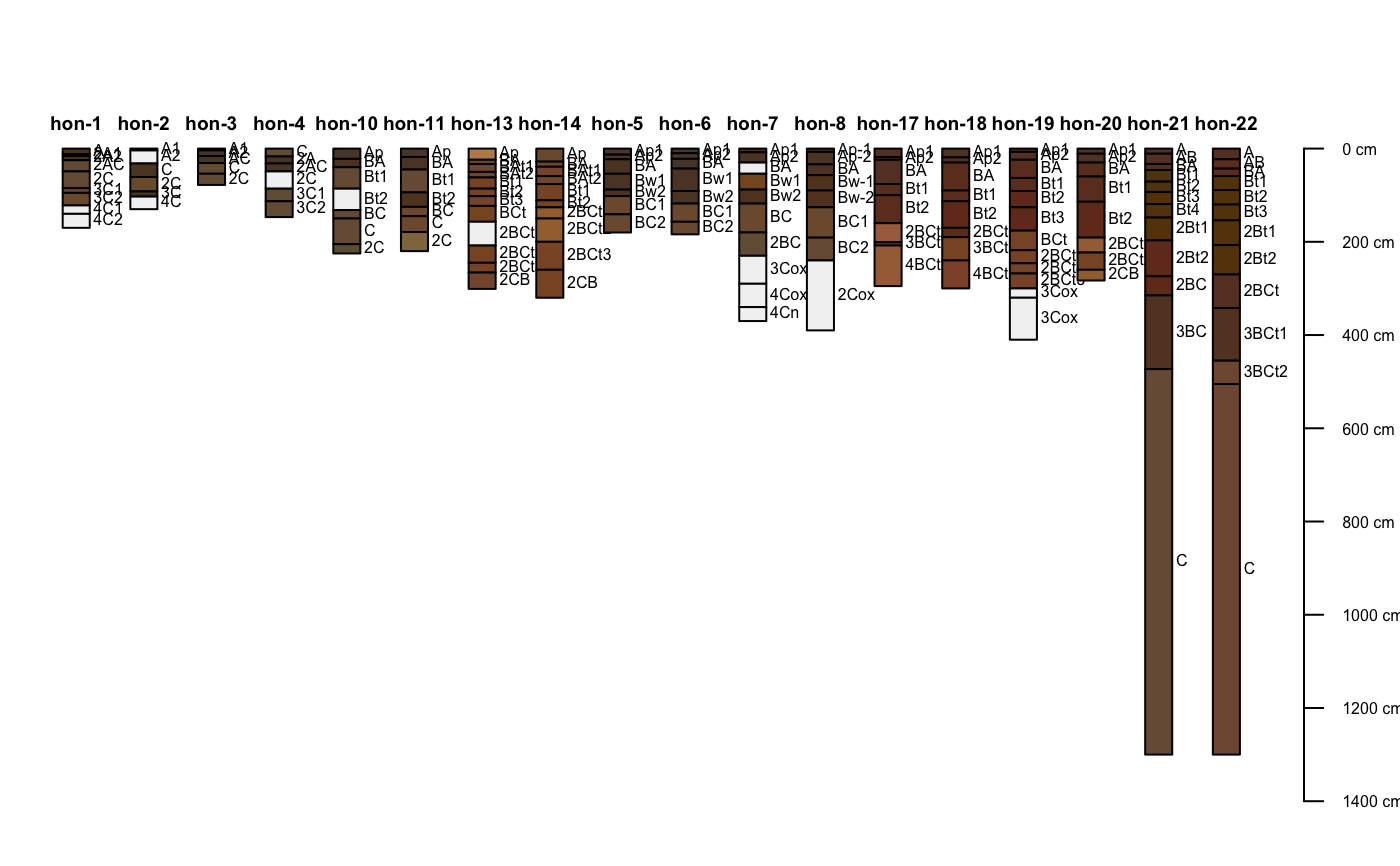 hon-1 hon-2 hon-3 hon-4 hon-10 hon-11 hon-13 hon-14 hon-5 hon-6 hon-7 hon-8 hon-17 hon-18 hon-19 hon-20 hon-21 hon-22
2AC
2C
3C1
3C2
4C1
4C2
A1
A2
C
2C
3C
4C
A1
A2
AC
C
2C
C
2AC
2C
3C1
3C2
Ap
BA
Bt1
Bt2
BC
C
2C
Ap
BA
Bt1
Bt2
BC
C
2C
Ap
BA
BAt1
BAt2
Bt1
Bt2
Bt3
BCt
2BCt
2BCt
2BCt
2CB
Ap
BA
BAt1
BAt2
Bt1
Bt2
2BCt
2BCt
2BCt3
2CB
Ap1
Ap2
BA
Bw1
Bw2
BC1
BC2
Ap1
Ap2
BA
Bw1
Bw2
BC1
BC2
Ap1
Ap2
BA
Bw1
Bw2
BC
2BC
3Cox
4Cox
4Cn
Ap-1
Ap-2
BA
Bw-1
Bw-2
BC1
BC2
2Cox
Ap1
Ap2
BA
Bt1
Bt2
2BCt
3BCt
4BCt
Ap1
Ap2
BA
Bt1
Bt2
2BCt
3BCt
4BCt
Ap1
Ap2
BA
Bt1
Bt2
Bt3
BCt
2BCt
2BCt
2BCt3
3Cox
3Cox
Ap1
Ap2
BA
Bt1
Bt2
2BCt
2BCt
2CB
A
AB
BA
Bt1
Bt2
Bt3
Bt4
2Bt1
2Bt2
2BC
3BC
C
A
AB
BA
Bt1
Bt2
Bt3
2Bt1
2Bt2
2BCt
3BCt1
3BCt2
C
0 cm
200 cm
400 cm
600 cm
800 cm
1000 cm
1200 cm
1400 cm